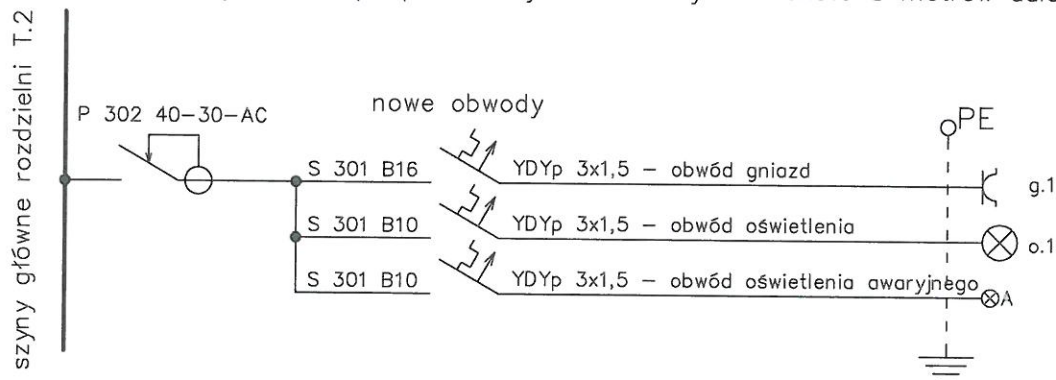 szyny główne rozdzielni T.2
P 302 40-30-AC
nowe obwody
PE
S 301 B16
YDYp 3x1,5 – obwód gniazd
g.1
S 301 B10
YDYp 3x1,5 – obwód oświetlenia
o.1
S 301 B10
YDYp 3x1,5 – obwód oświetlenia awaryjnego
A